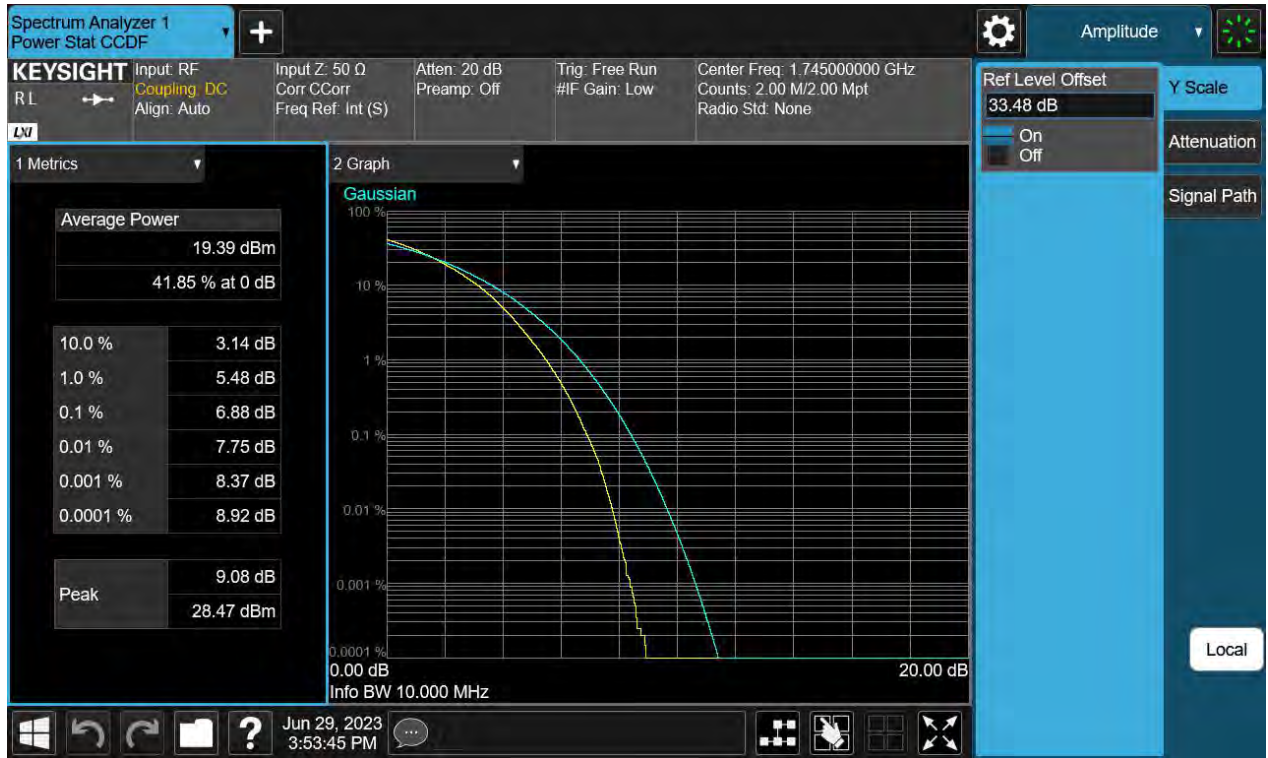 Spectrum Analyzer 1
Power Stat CCDF
+
Amplitude
KEYSIGHT
RL
LXI
Input: RF
Coupling: DC
Align: Auto
Input Z: 50 Ω
Corr CCorr
Freq Ref: Int (S)
Atten: 20 dB
Preamp: Off
Trig: Free Run
#IF Gain: Low
Center Freq: 1.745000000 GHz
Counts: 2.00 M/2.00 Mpt
Radio Std: None
Ref Level Offset
33.48 dB
On
Off
Y Scale
Attenuation
Signal Path
1 Metrics
Average Power
19.39 dBm
41.85 % at 0 dB
10.0 % 3.14 dB
1.0 % 5.48 dB
0.1 % 6.88 dB
0.01 % 7.75 dB
0.001 % 8.37 dB
0.0001 % 8.92 dB
Peak
9.08 dB
28.47 dBm
2 Graph
Gaussian
100 %
10 %
1 %
0.1 %
0.01 %
0.001 %
0.0001 %
0.00 dB 20.00 dB
Info BW 10.000 MHz
Local
?
Jun 29, 2023
3:53:45 PM